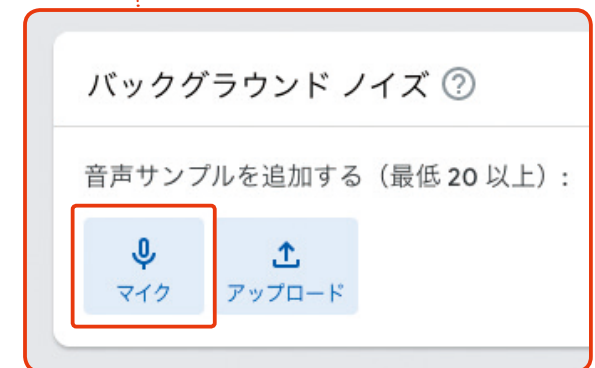 バックグラウンド ノイズ ?
音声サンプルを追加する（最低 20 以上）:
マイク
アップロード